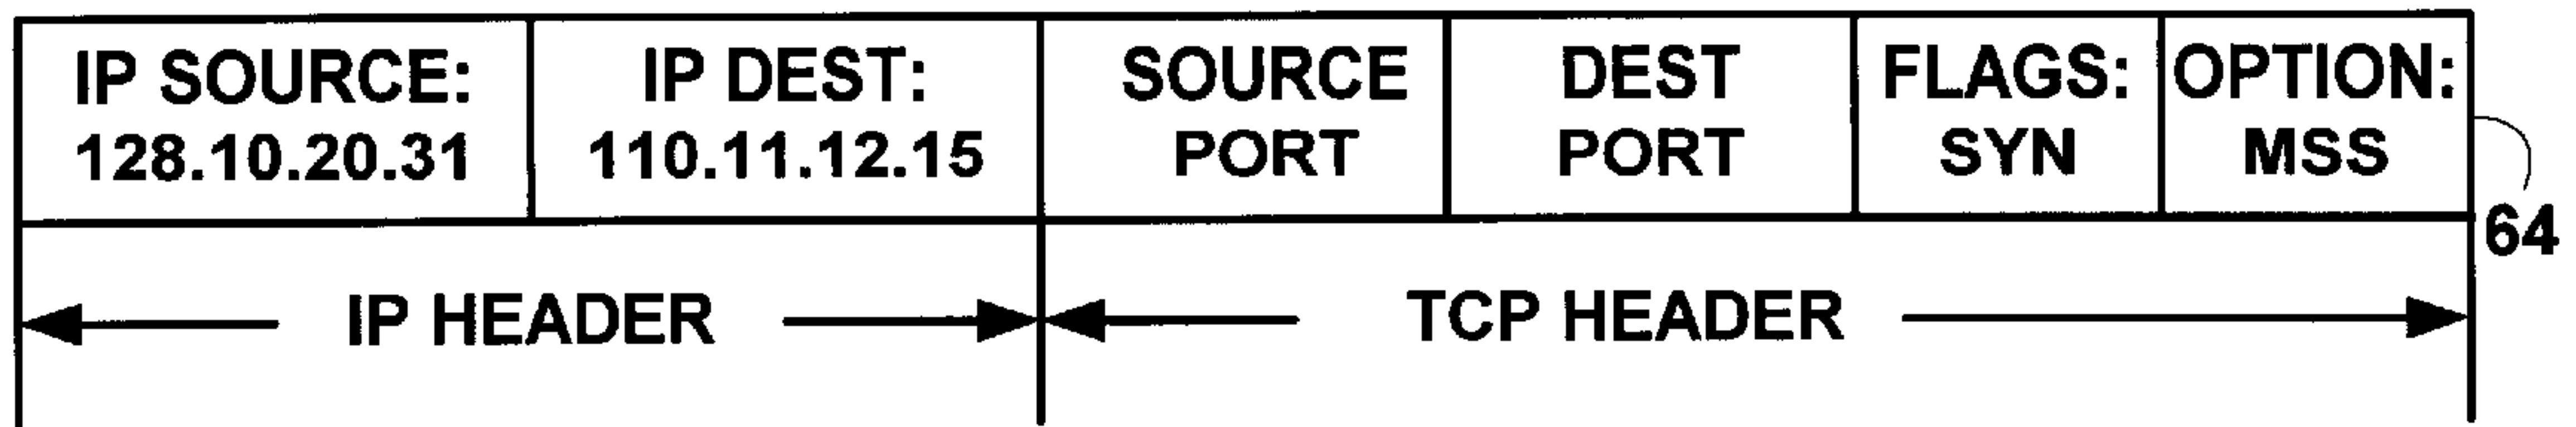 IP SOURCE:
128.10.20.31
IP DEST:
110.11.12.15
SOURCE
PORT
DEST
PORT
FLAGS:
SYN
OPTION:
MSS
64
IP HEADER
TCP HEADER